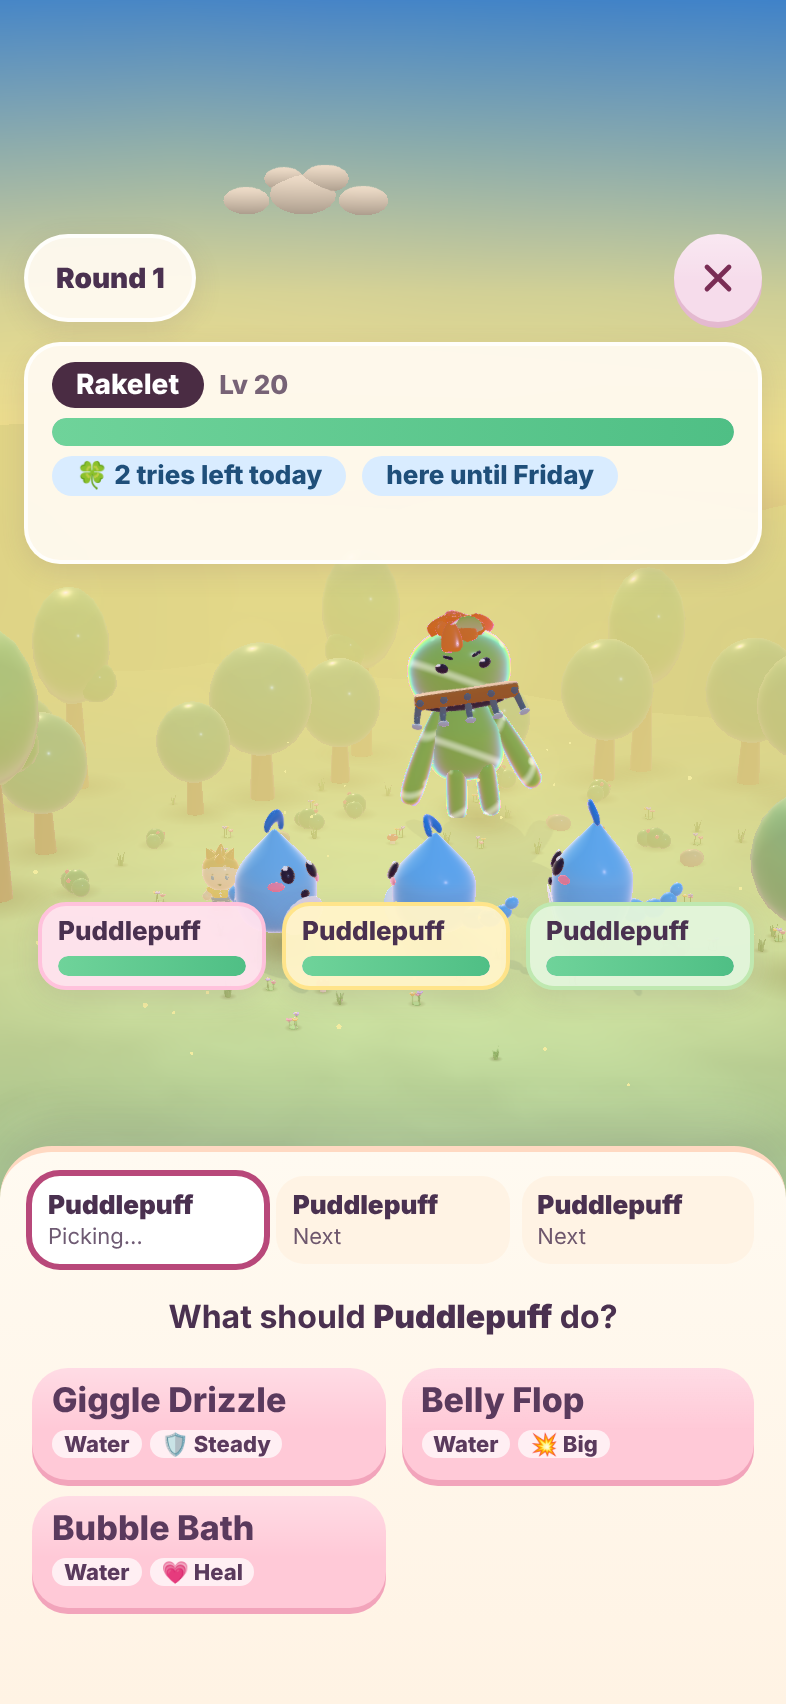 Round 1
Rakelet Lv 20
🍀 2 tries left today here until Friday
Puddlepuff Puddlepuff Puddlepuff
Puddlepuff Puddlepuff Puddlepuff
Picking... Next Next
What should Puddlepuff do?
Giggle Drizzle Belly Flop
Water 🛡️ Steady Water 💥 Big
Bubble Bath
Water 💗 Heal